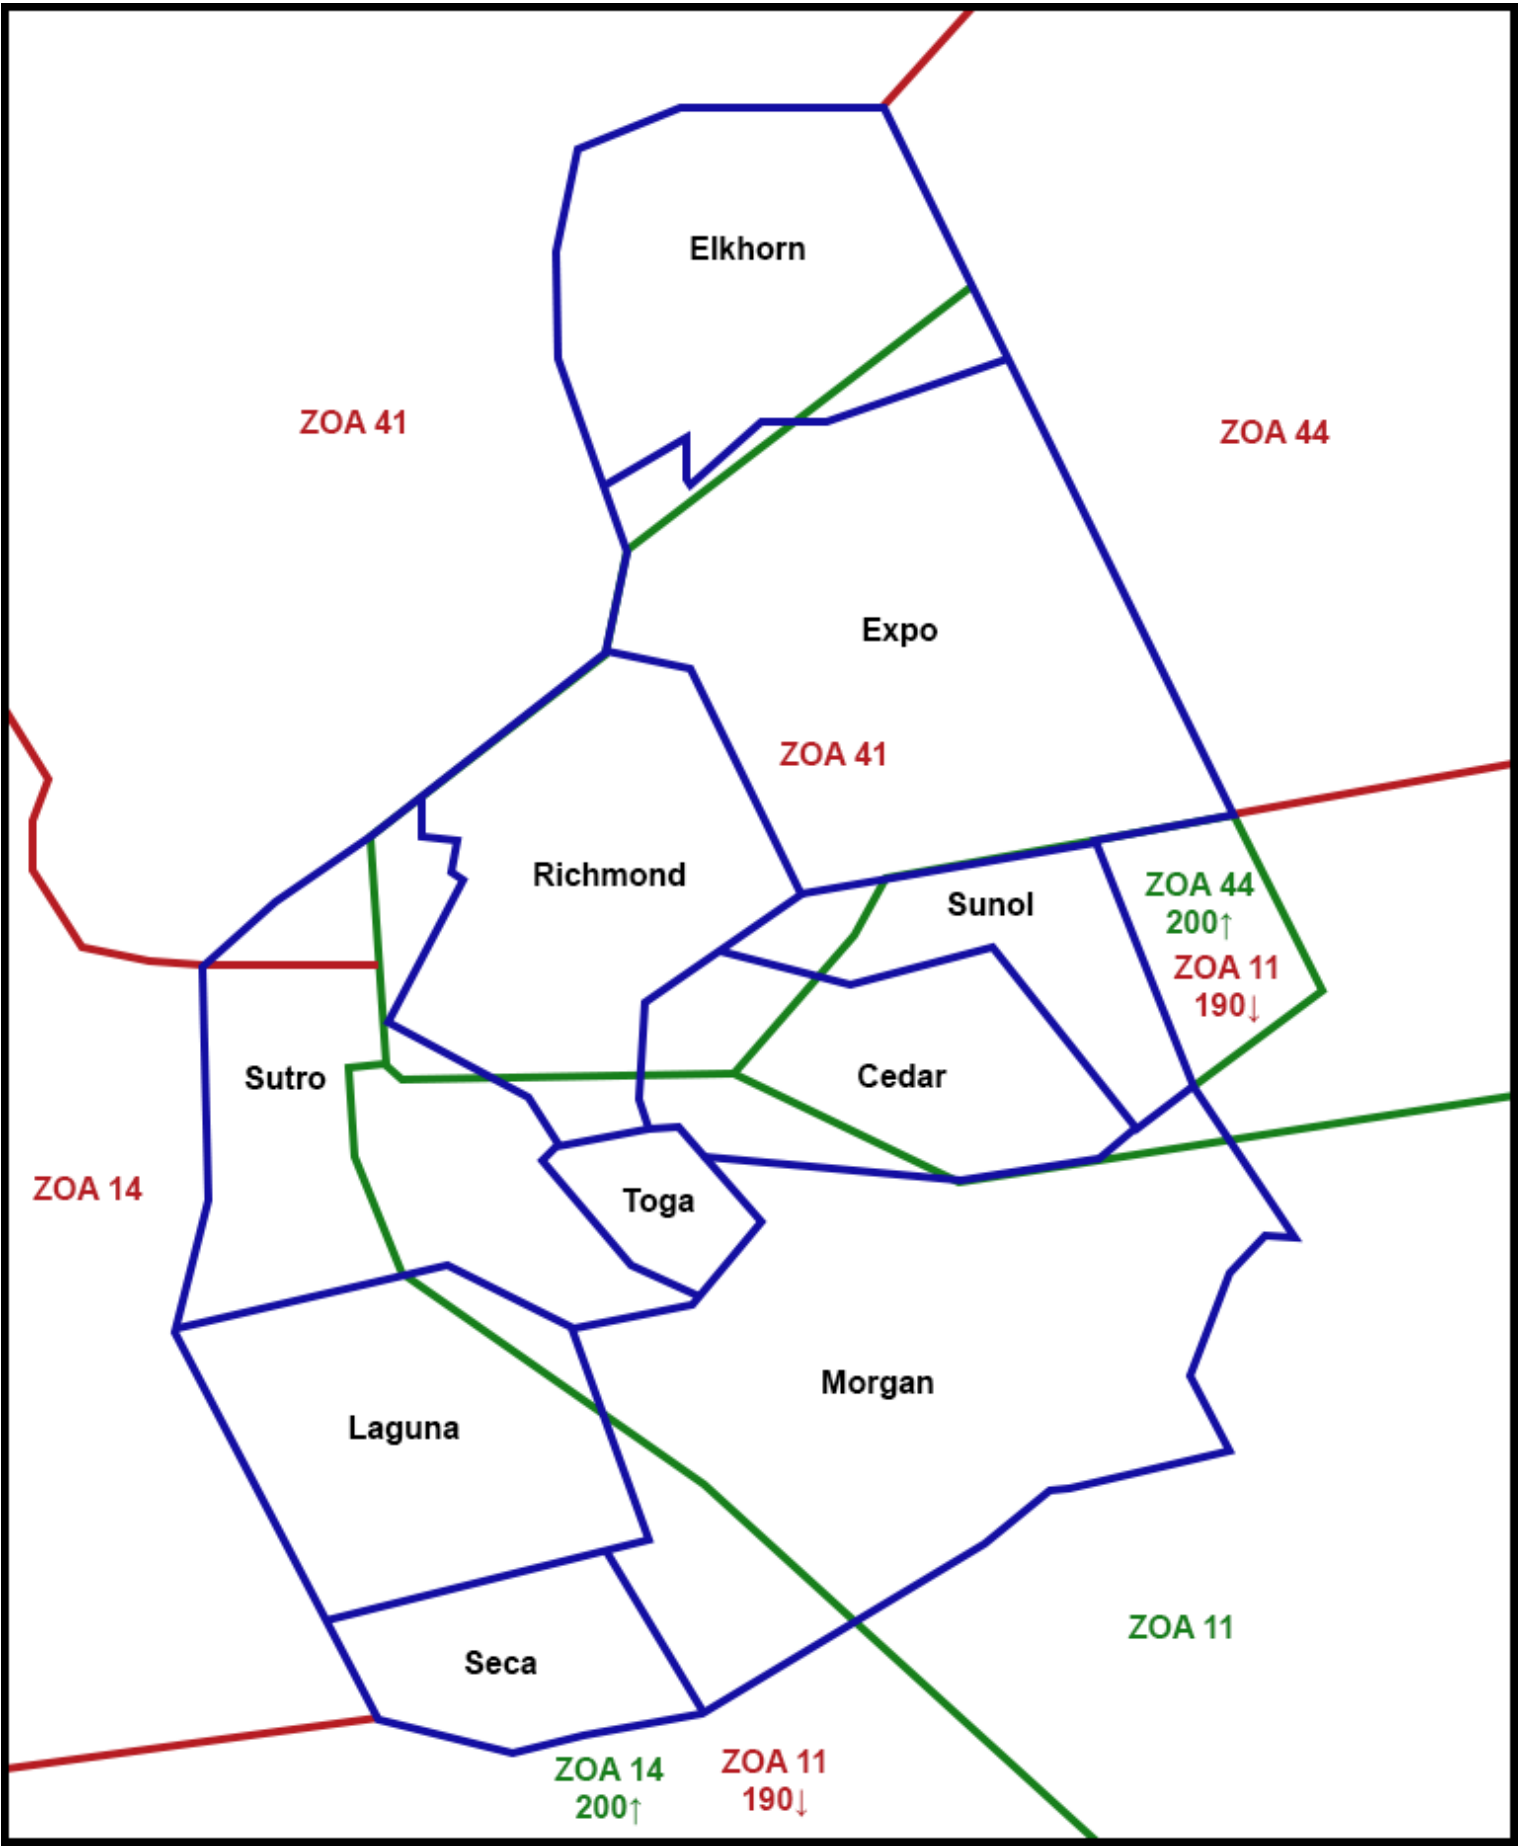 Elkhorn
ZOA 41
ZOA 44
Expo
ZOA 41
Richmond
Sunol
ZOA 44
200↑
ZOA 11
190↓
Sutro
Cedar
ZOA 14
Toga
Morgan
Laguna
ZOA 11
Seca
ZOA 14
200↑
ZOA 11
190↓